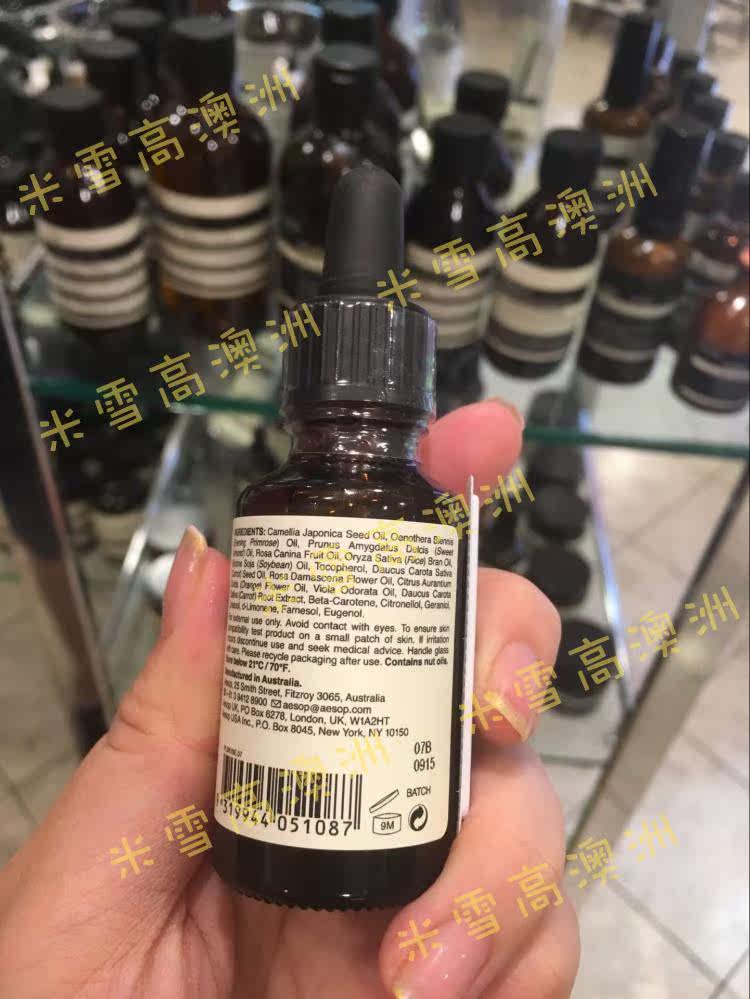 米雪高澳洲
米雪高澳洲
米雪高澳洲
米雪高澳洲
INGREDIENTS: Camellia Japonica Seed Oil, Oenothera Biennis
(Evening Primrose) Oil, Prunus Amygdalus Dulcis (Sweet
Almond) Oil, Rosa Canina Fruit Oil, Oryza Sativa (Rice) Bran Oil,
Soja (Soybean) Oil, Tocopherol, Daucus Carota Sativa
(Carrot) Seed Oil, Rosa Damascena Flower Oil, Citrus Aurantium
Dulcis (Orange) Flower Oil, Viola Odorata Oil, Daucus Carota
Sativa (Carrot) Root Extract, Beta-Carotene, Citronellol, Geraniol,
d-Limonene, Farnesol, Eugenol.
external use only. Avoid contact with eyes. To ensure skin
compatibility test product on a small patch of skin. If irritation
occurs discontinue use and seek medical advice. Handle glass
with care. Please recycle packaging after use. Contains nut oils.
Store below 21°C / 70°F.
Manufactured in Australia.
Aesop, 25 Smith Street, Fitzroy 3065, Australia
3 9412 8900 aesop@aesop.com
Aesop UK, PO Box 6278, London, UK, W1A2HT
Aesop USA Inc., P.O. Box 8045, New York, NY 10150
07B
0915
BATCH
9M
319944 051087
米雪高澳洲
米雪高澳洲
米雪高澳洲
米雪高澳洲